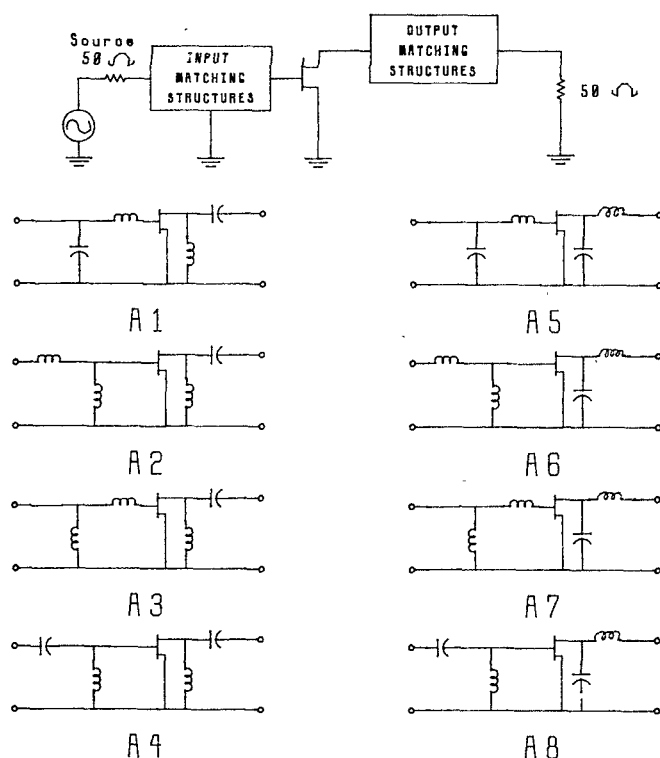 Source
50 Ω
INPUT
MATCHING
STRUCTURES
OUTPUT
MATCHING
STRUCTURES
50 Ω
A1
A5
A2
A6
A3
A7
A4
A8